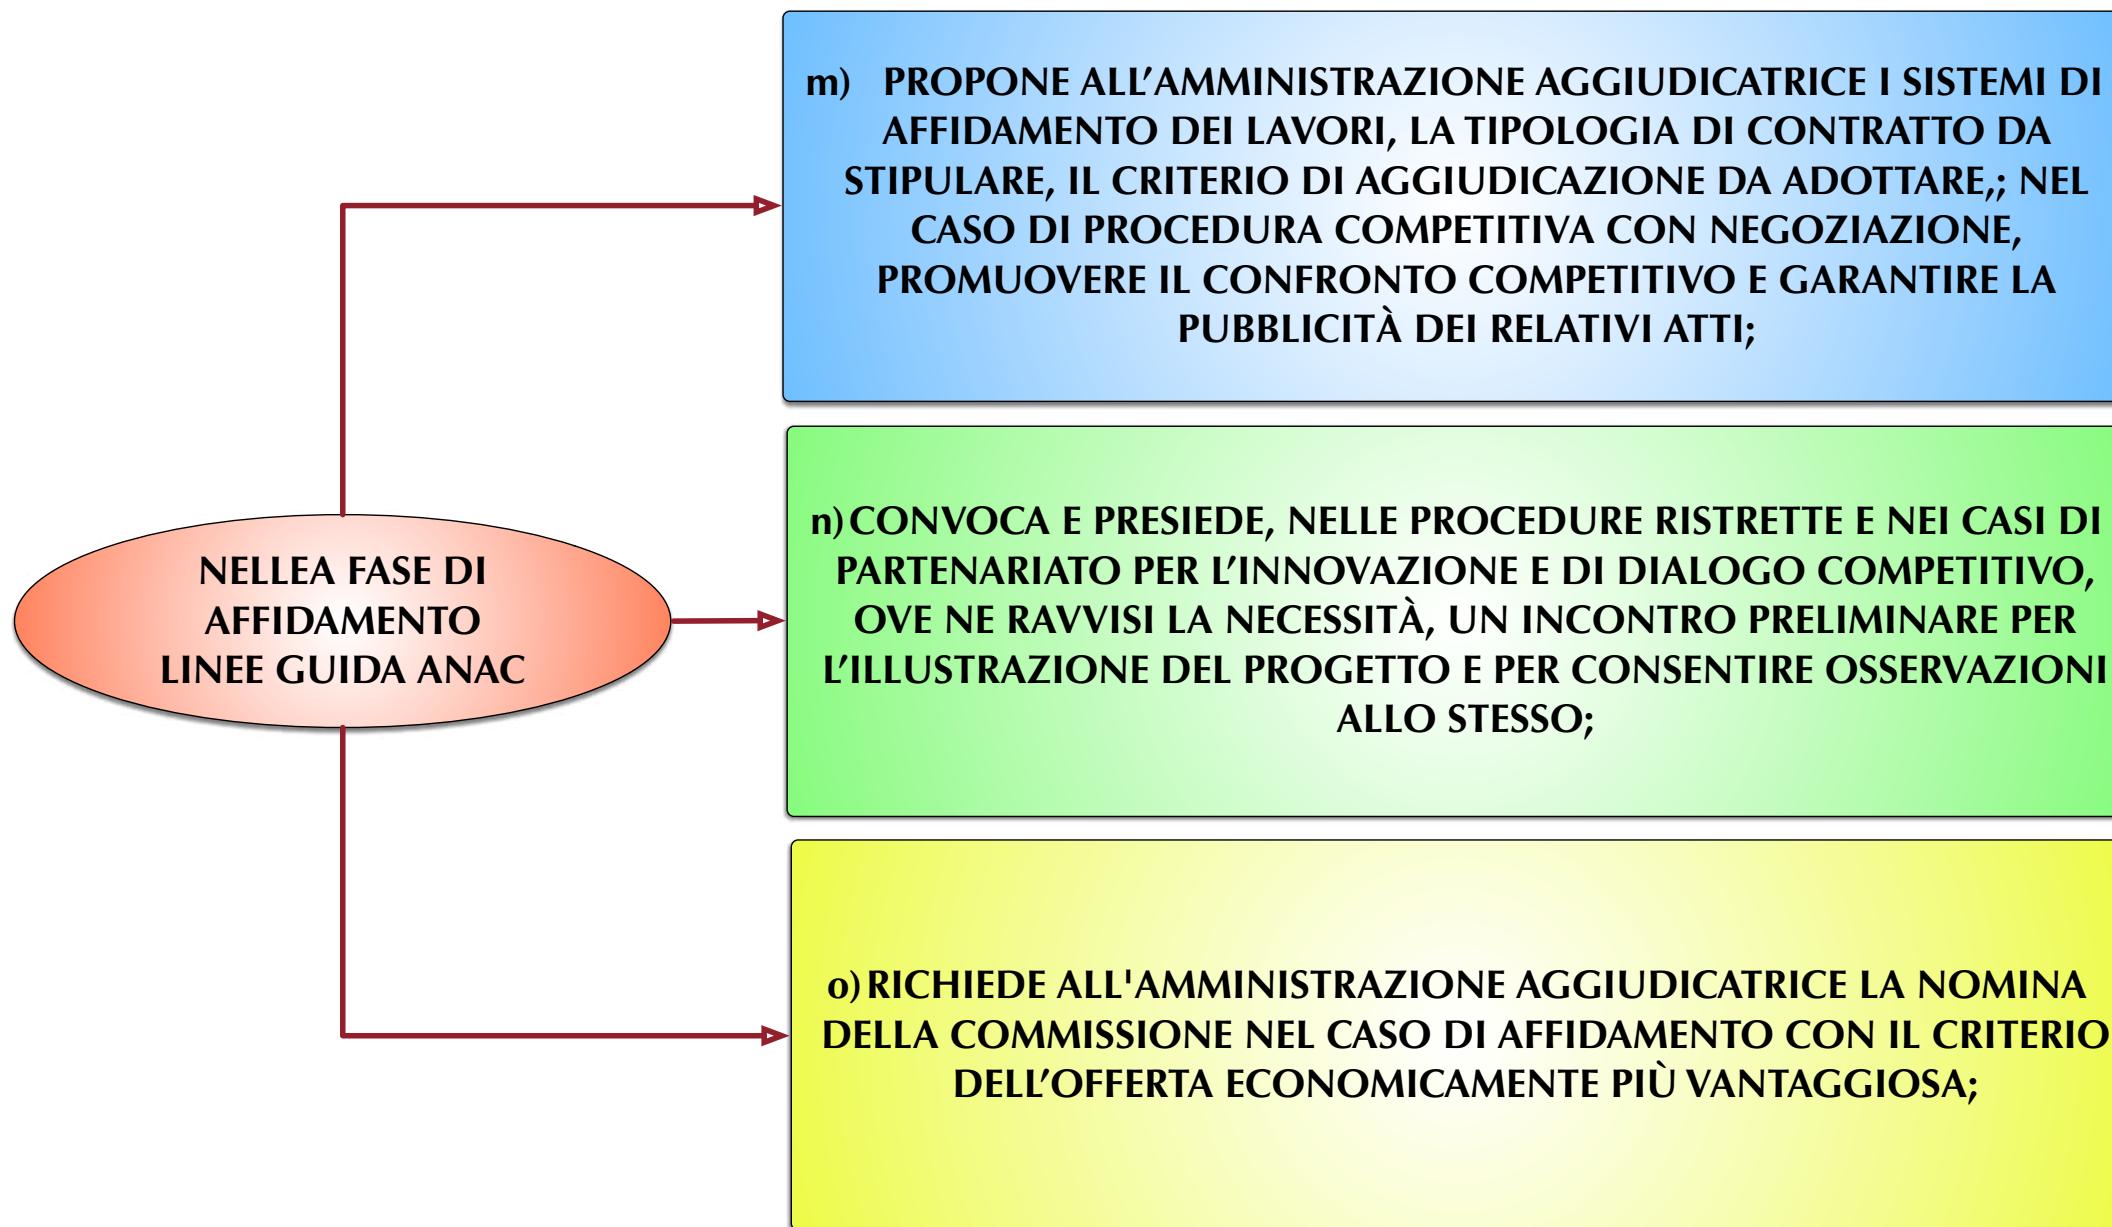 m) PROPONE ALL’AMMINISTRAZIONE AGGIUDICATRICE I SISTEMI DI
AFFIDAMENTO DEI LAVORI, LA TIPOLOGIA DI CONTRATTO DA
STIPULARE, IL CRITERIO DI AGGIUDICAZIONE DA ADOTTARE,; NEL
CASO DI PROCEDURA COMPETITIVA CON NEGOZIAZIONE,
PROMUOVERE IL CONFRONTO COMPETITIVO E GARANTIRE LA
PUBBLICITÀ DEI RELATIVI ATTI;
NELLEA FASE DI
AFFIDAMENTO
LINEE GUIDA ANAC
n) CONVOCA E PRESIEDE, NELLE PROCEDURE RISTRETTE E NEI CASI DI
PARTENARIATO PER L’INNOVAZIONE E DI DIALOGO COMPETITIVO,
OVE NE RAVVISI LA NECESSITÀ, UN INCONTRO PRELIMINARE PER
L’ILLUSTRAZIONE DEL PROGETTO E PER CONSENTIRE OSSERVAZIONI
ALLO STESSO;
o) RICHIEDE ALL'AMMINISTRAZIONE AGGIUDICATRICE LA NOMINA
DELLA COMMISSIONE NEL CASO DI AFFIDAMENTO CON IL CRITERIO
DELL’OFFERTA ECONOMICAMENTE PIÙ VANTAGGIOSA;